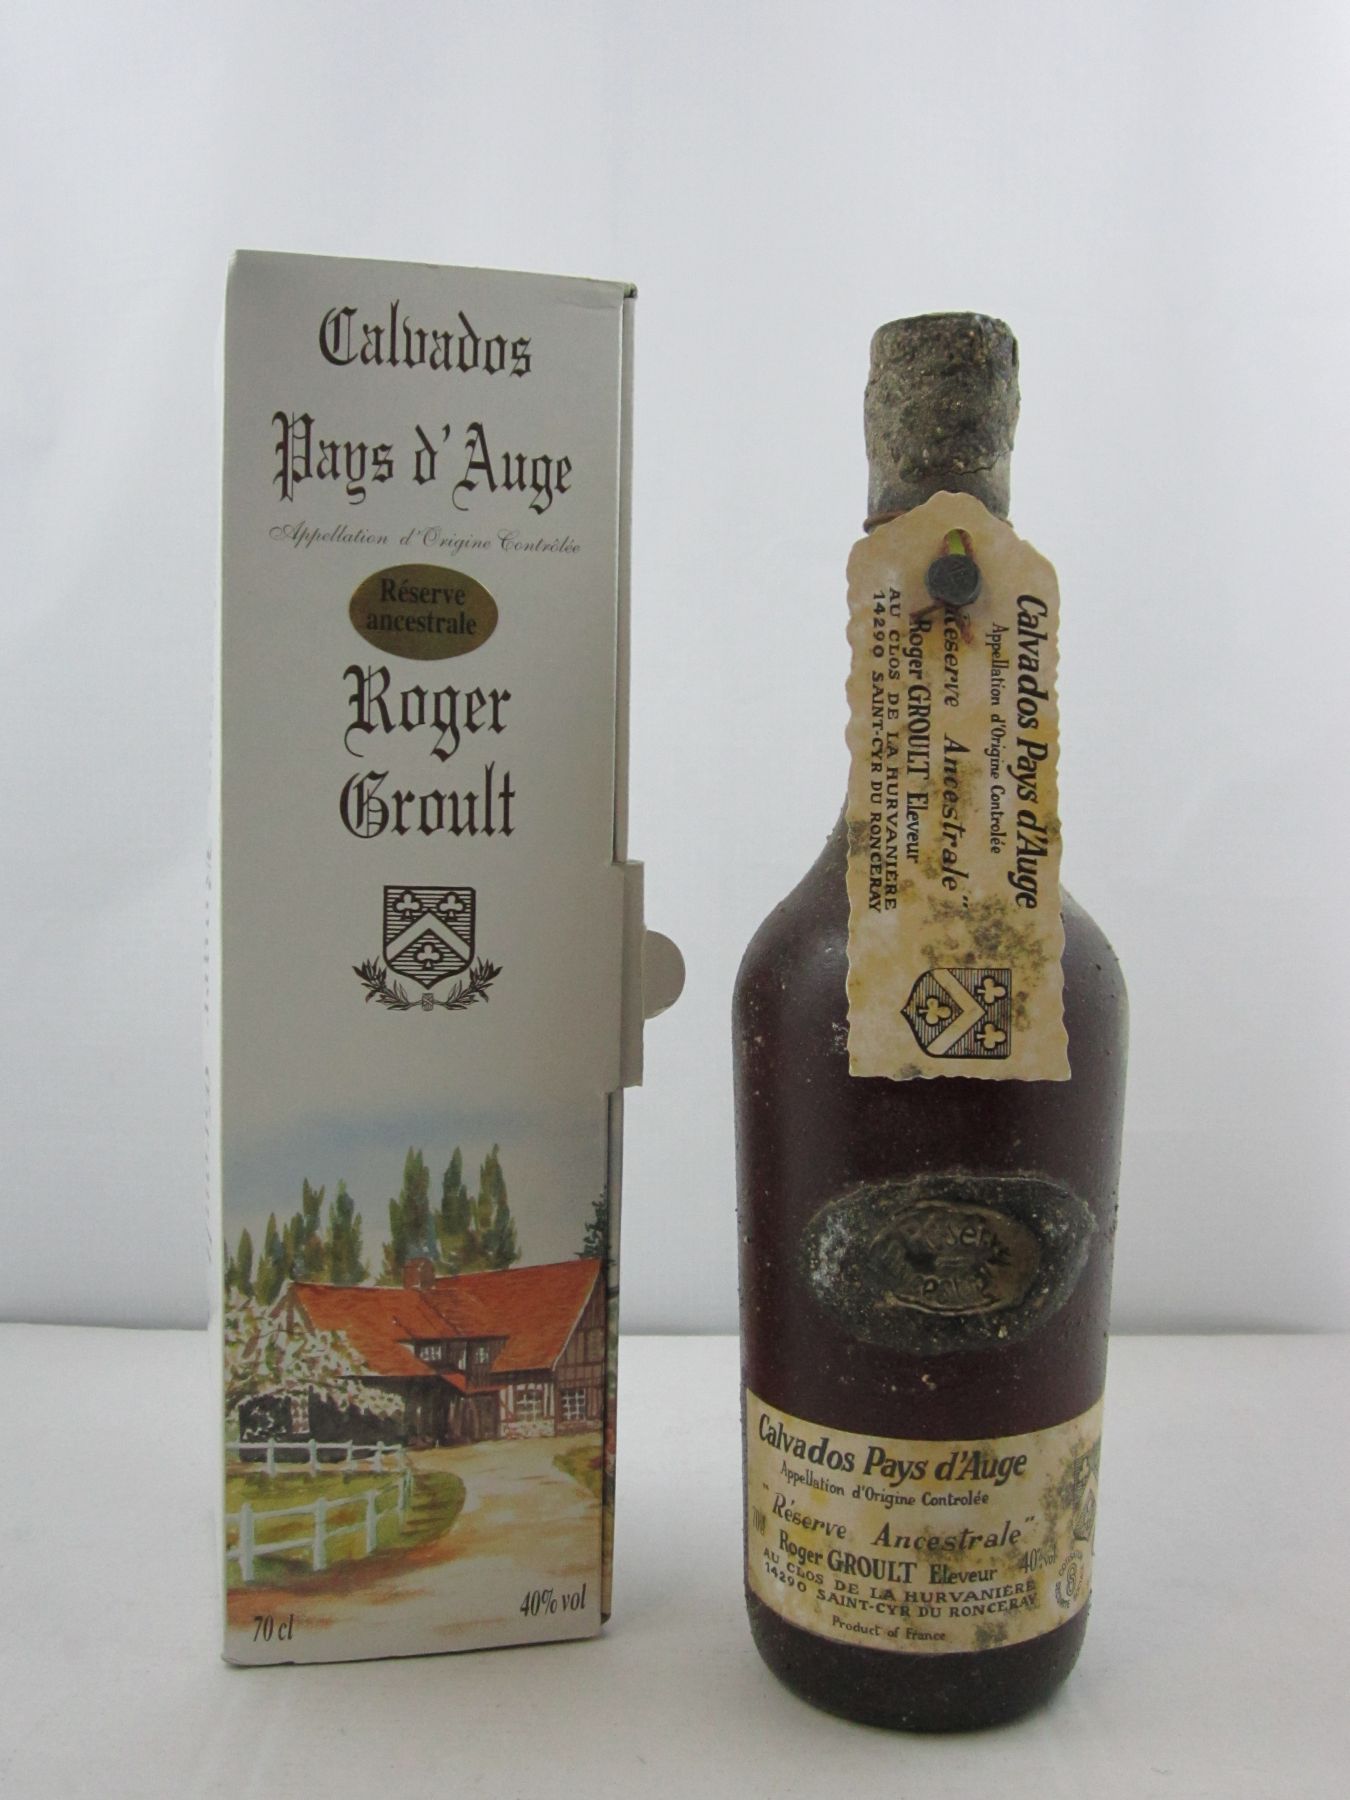 Calvados
Pays d'Auge
Appellation d'Origine Contrôlée
Réserve
ancestrale
Roger
Groult
70 cl
40% vol
Calvados Pays d'Auge
Appellation d'Origine Controlée
Réserve Ancestrale"
Roger GROULT Eleveur
AU CLOS DE LA HURVANIÈRE
14290 SAINT-CYR DU RONCERAY
Réserve
Calvados Pays d'Auge
Appellation d'Origine Controlée
"Réserve Ancestrale"
70cl Roger GROULT Eleveur 40%vol
AU CLOS DE LA HURVANIÈRE
14290 SAINT-CYR DU RONCERAY
Product of France